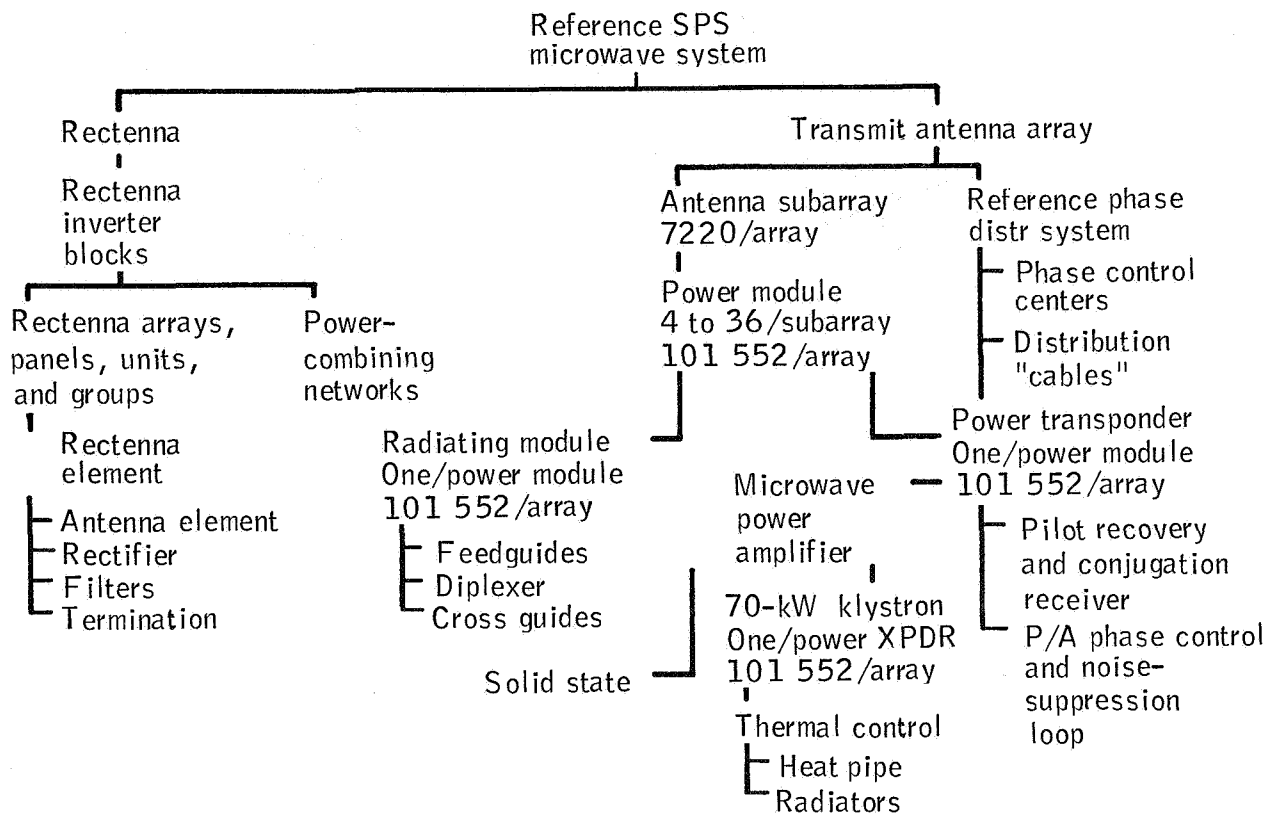 Reference SPS
microwave system
Rectenna
Transmit antenna array
Rectenna
inverter
blocks
Antenna subarray
7220/array
Reference phase
distr system
Phase control
centers
Distribution
"cables"
Power module
4 to 36/subarray
101 552/array
Rectenna arrays,
panels, units,
and groups
Power-
combining
networks
Rectenna
element
Antenna element
Rectifier
Filters
Termination
Radiating module
One/power module
101 552/array
Feedguides
Diplexer
Cross guides
Power transponder
One/power module
101 552/array
Microwave
power
amplifier
Pilot recovery
and conjugation
receiver
P/A phase control
and noise-
suppression
loop
Solid state
70-kW klystron
One/power XPDR
101 552/array
Thermal control
Heat pipe
Radiators